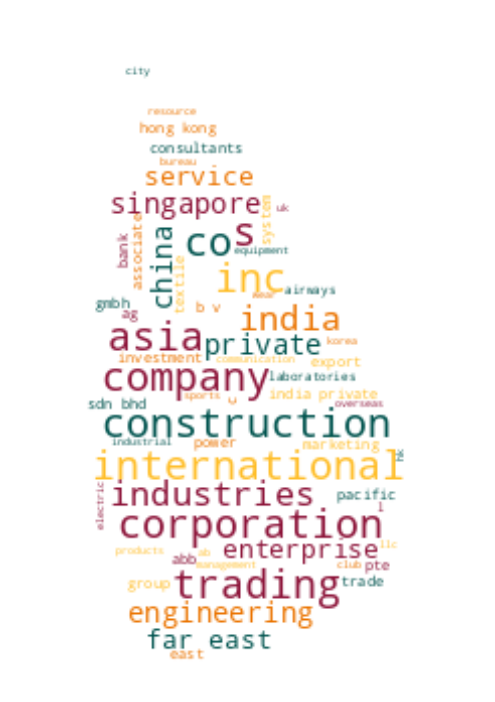 city
resource
hong kong
consultants
bureau
service
singapore
uk
system
associate
bank
china
co
s
equipment
textile
inc
airways
wear
gmbh
ag
b v
india
asia
private
korea
investment
communication
export
company
laboratories
sports
v
india private
sdn bhd
overseas
construction
industrial
power
marketing
hk
international
electric
industries
pacific
l
corporation
products
ab
enterprise
llc
abb
management
club
pte
group
trading
trade
engineering
far east
east